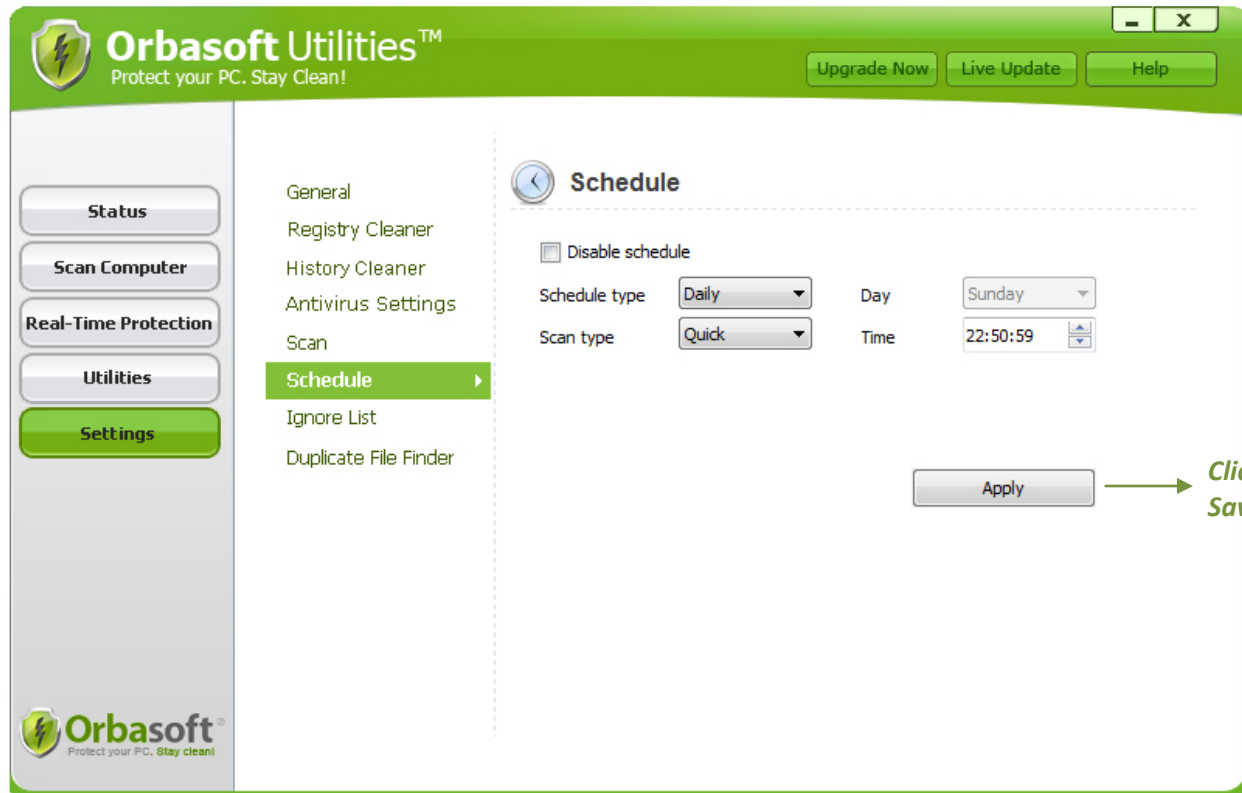 Orbasoft Utilities™
Protect your PC. Stay Clean!
X
Upgrade Now Live Update Help
Status
Scan Computer
Real-Time Protection
Utilities
Settings
General
Registry Cleaner
History Cleaner
Antivirus Settings
Scan
Schedule
Ignore List
Duplicate File Finder
Schedule
Disable schedule
Schedule type Daily Day Sunday
Scan type Quick Time 22:50:59
Apply
Orbasoft®
Protect your PC. Stay clean!